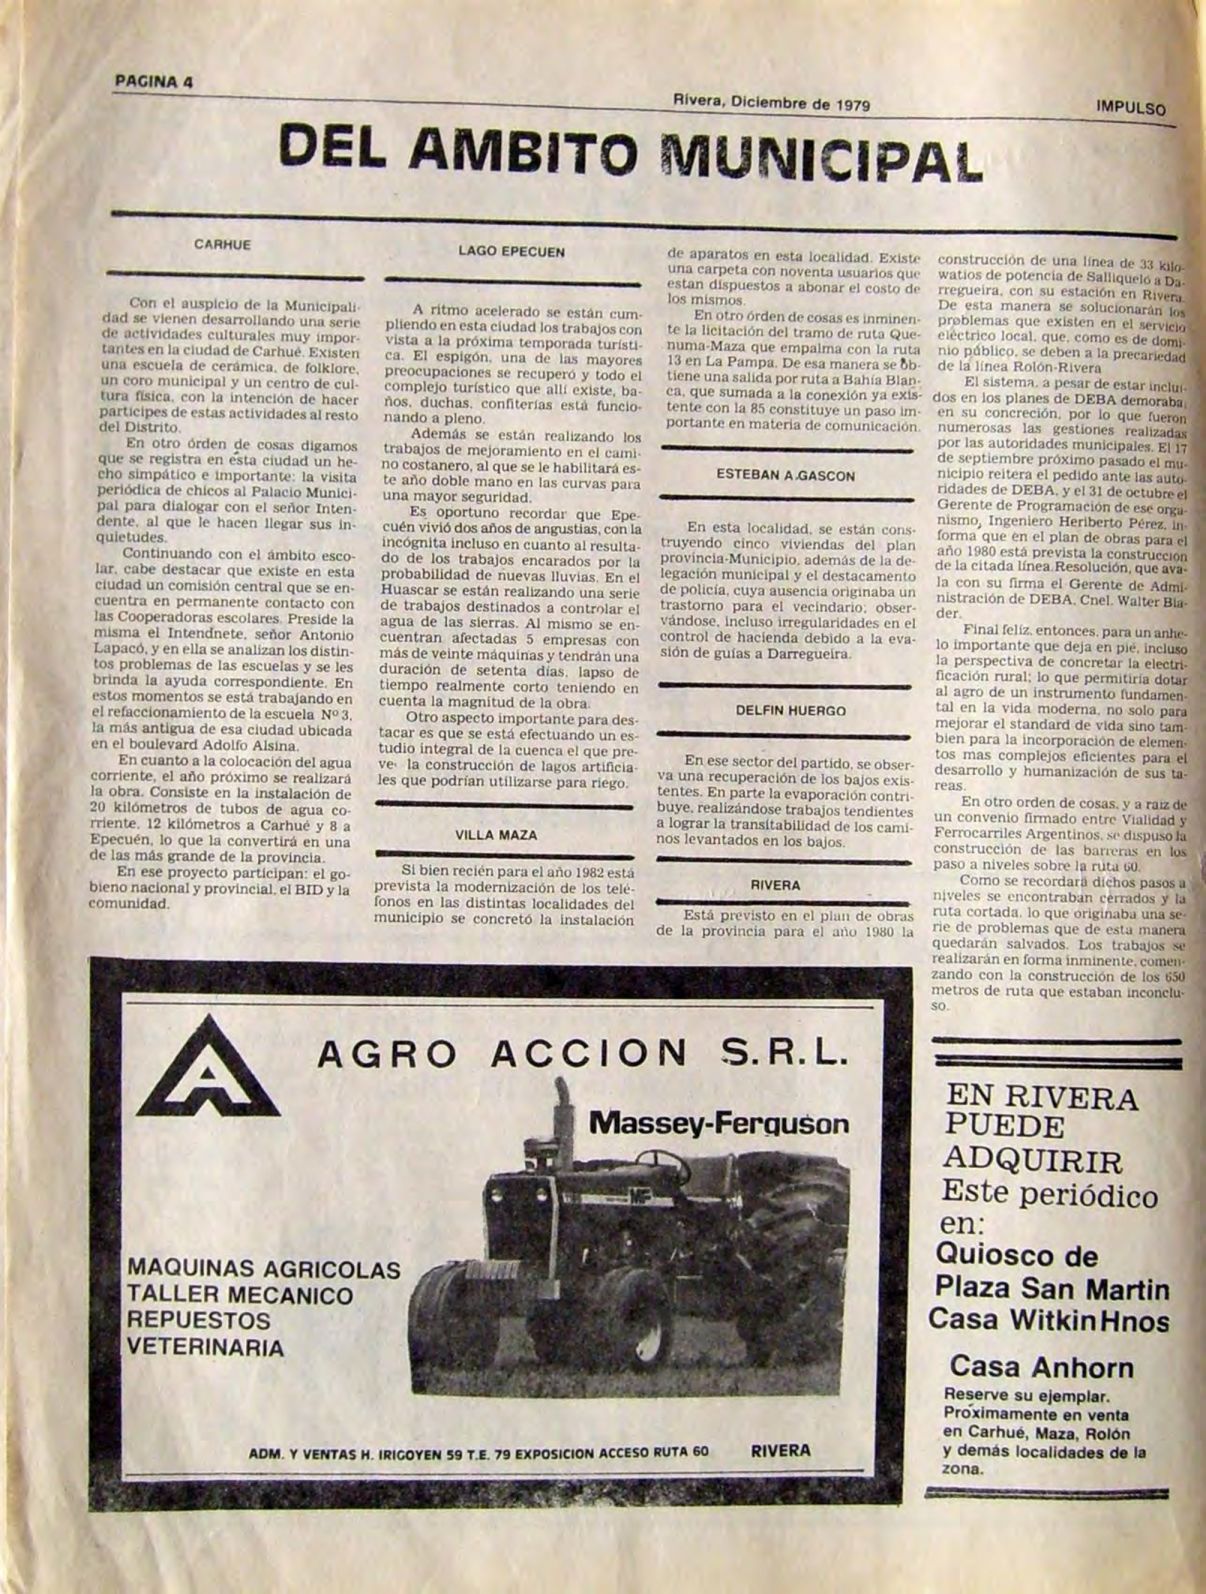 PAGINA 4
Rivera, Diciembre de 1979
IMPULSO
DEL AMBITO MUNICIPAL
CARHUE
Con el auspicio de la Municipali-
dad se vienen desarrollando una serie
de actividades culturales muy impor-
tantes en la ciudad de Carhué. Existen
una escuela de cerámica, de folklore,
un coro municipal y un centro de cul-
tura física, con la intención de hacer
partícipes de estas actividades al resto
del Distrito.
En otro órden de cosas digamos
que se registra en ésta ciudad un he-
cho simpático e importante: la visita
periódica de chicos al Palacio Munici-
pal para dialogar con el señor Inten-
dente, al que le hacen llegar sus in-
quietudes.
Continuando con el ámbito esco-
lar, cabe destacar que existe en esta
ciudad un comisión central que se en-
cuentra en permanente contacto con
las Cooperadoras escolares. Preside la
misma el Intendnete, señor Antonio
Lapacó, y en ella se analizan los distin-
tos problemas de las escuelas y se les
brinda la ayuda correspondiente. En
estos momentos se está trabajando en
el refaccionamiento de la escuela Nº 3,
la más antigua de esa ciudad ubicada
en el boulevard Adolfo Alsina.
En cuanto a la colocación del agua
corriente, el año próximo se realizará
la obra. Consiste en la instalación de
20 kilómetros de tubos de agua co-
rriente, 12 kilómetros a Carhué y 8 a
Epecuén, lo que la convertirá en una
de las más grande de la provincia.
En ese proyecto participan: el go-
bieno nacional y provincial, el BID y la
comunidad.
LAGO EPECUEN
A ritmo acelerado se están cum-
pliendo en esta ciudad los trabajos con
vista a la próxima temporada turísti-
ca. El espigón, una de las mayores
preocupaciones se recuperó y todo el
complejo turístico que allí existe, ba-
ños, duchas, confiterías está funcio-
nando a pleno.
Además se están realizando los
trabajos de mejoramiento en el cami-
no costanero, al que se le habilitará es-
te año doble mano en las curvas para
una mayor seguridad.
Es oportuno recordar que Epe-
cuén vivió dos años de angustias, con la
incógnita incluso en cuanto al resulta-
do de los trabajos encarados por la
probabilidad de nuevas lluvias. En el
Huascar se están realizando una serie
de trabajos destinados a controlar el
agua de las sierras. Al mismo se en-
cuentran afectadas 5 empresas con
más de veinte máquinas y tendrán una
duración de setenta días, lapso de
tiempo realmente corto teniendo en
cuenta la magnitud de la obra.
Otro aspecto importante para des-
tacar es que se está efectuando un es-
tudio integral de la cuenca el que pre-
ve la construcción de lagos artificia-
les que podrían utilizarse para riego.
VILLA MAZA
Si bien recién para el año 1982 está
prevista la modernización de los telé-
fonos en las distintas localidades del
municipio se concretó la instalación
de aparatos en esta localidad. Existe
una carpeta con noventa usuarios que
estan dispuestos a abonar el costo de
los mismos.
En otro órden de cosas es inminen-
te la licitación del tramo de ruta Que-
numa-Maza que empalma con la ruta
13 en La Pampa. De esa manera se ob-
tiene una salida por ruta a Bahía Blan-
ca, que sumada a la conexión ya exis-
tente con la 85 constituye un paso im-
portante en materia de comunicación.
ESTEBAN A.GASCON
En esta localidad, se están cons-
truyendo cinco viviendas del plan
provincia-Municipio, además de la de-
legación municipal y el destacamento
de policía, cuya ausencia originaba un
trastorno para el vecindario; obser-
vándose, incluso irregularidades en el
control de hacienda debido a la eva-
sión de guías a Darregueira.
DELFIN HUERGO
En ese sector del partido, se obser-
va una recuperación de los bajos exis-
tentes. En parte la evaporación contri-
buye, realizándose trabajos tendientes
a lograr la transitabilidad de los cami-
nos levantados en los bajos.
RIVERA
Está previsto en el plan de obras
de la provincia para el año 1980 la
construcción de una línea de 33 kilo-
watios de potencia de Salliqueló a Da-
rregueira, con su estación en Rivera.
De esta manera se solucionarán los
problemas que existen en el servicio
eléctrico local, que, como es de domi-
nio público, se deben a la precariedad
de la línea Rolón-Rivera
El sistema, a pesar de estar inclui-
dos en los planes de DEBA demoraba,
en su concreción, por lo que fueron
numerosas las gestiones realizadas
por las autoridades municipales. El 17
de septiembre próximo pasado el mu-
nicipio reitera el pedido ante las auto-
ridades de DEBA, y el 31 de octubre el
Gerente de Programación de ese orga-
nismo, Ingeniero Heriberto Pérez, in-
forma que en el plan de obras para el
año 1980 está prevista la construcción
de la citada línea.Resolución, que ava-
la con su firma el Gerente de Admi-
nistración de DEBA, Cnel. Walter Bla-
der.
Final feliz, entonces, para un anhe-
lo importante que deja en pié, incluso
la perspectiva de concretar la electri-
ficación rural; lo que permitiría dotar
al agro de un instrumento fundamen-
tal en la vida moderna, no solo para
mejorar el standard de vida sino tam-
bien para la incorporación de elemen-
tos mas complejos eficientes para el
desarrollo y humanización de sus ta-
reas.
En otro orden de cosas, y a raíz de
un convenio firmado entre Vialidad y
Ferrocarriles Argentinos, se dispuso la
construcción de las barreras en los
paso a niveles sobre la ruta 60.
Como se recordará dichos pasos a
niveles se encontraban cerrados y la
ruta cortada, lo que originaba una se-
rie de problemas que de esta manera
quedarán salvados. Los trabajos se
realizarán en forma inminente, comen-
zando con la construcción de los 650
metros de ruta que estaban inconclu-
so.
AGRO ACCION S.R.L.
Massey-Ferguson
MF
MAQUINAS AGRICOLAS
TALLER MECANICO
REPUESTOS
VETERINARIA
ADM. Y VENTAS H. IRIGOYEN 59 T.E. 79 EXPOSICION ACCESO RUTA 60 RIVERA
EN RIVERA
PUEDE
ADQUIRIR
Este periódico
en:
Quiosco de
Plaza San Martin
Casa Witkin Hnos
Casa Anhorn
Reserve su ejemplar.
Próximamente en venta
en Carhué, Maza, Rolón
y demás localidades de la
zona.